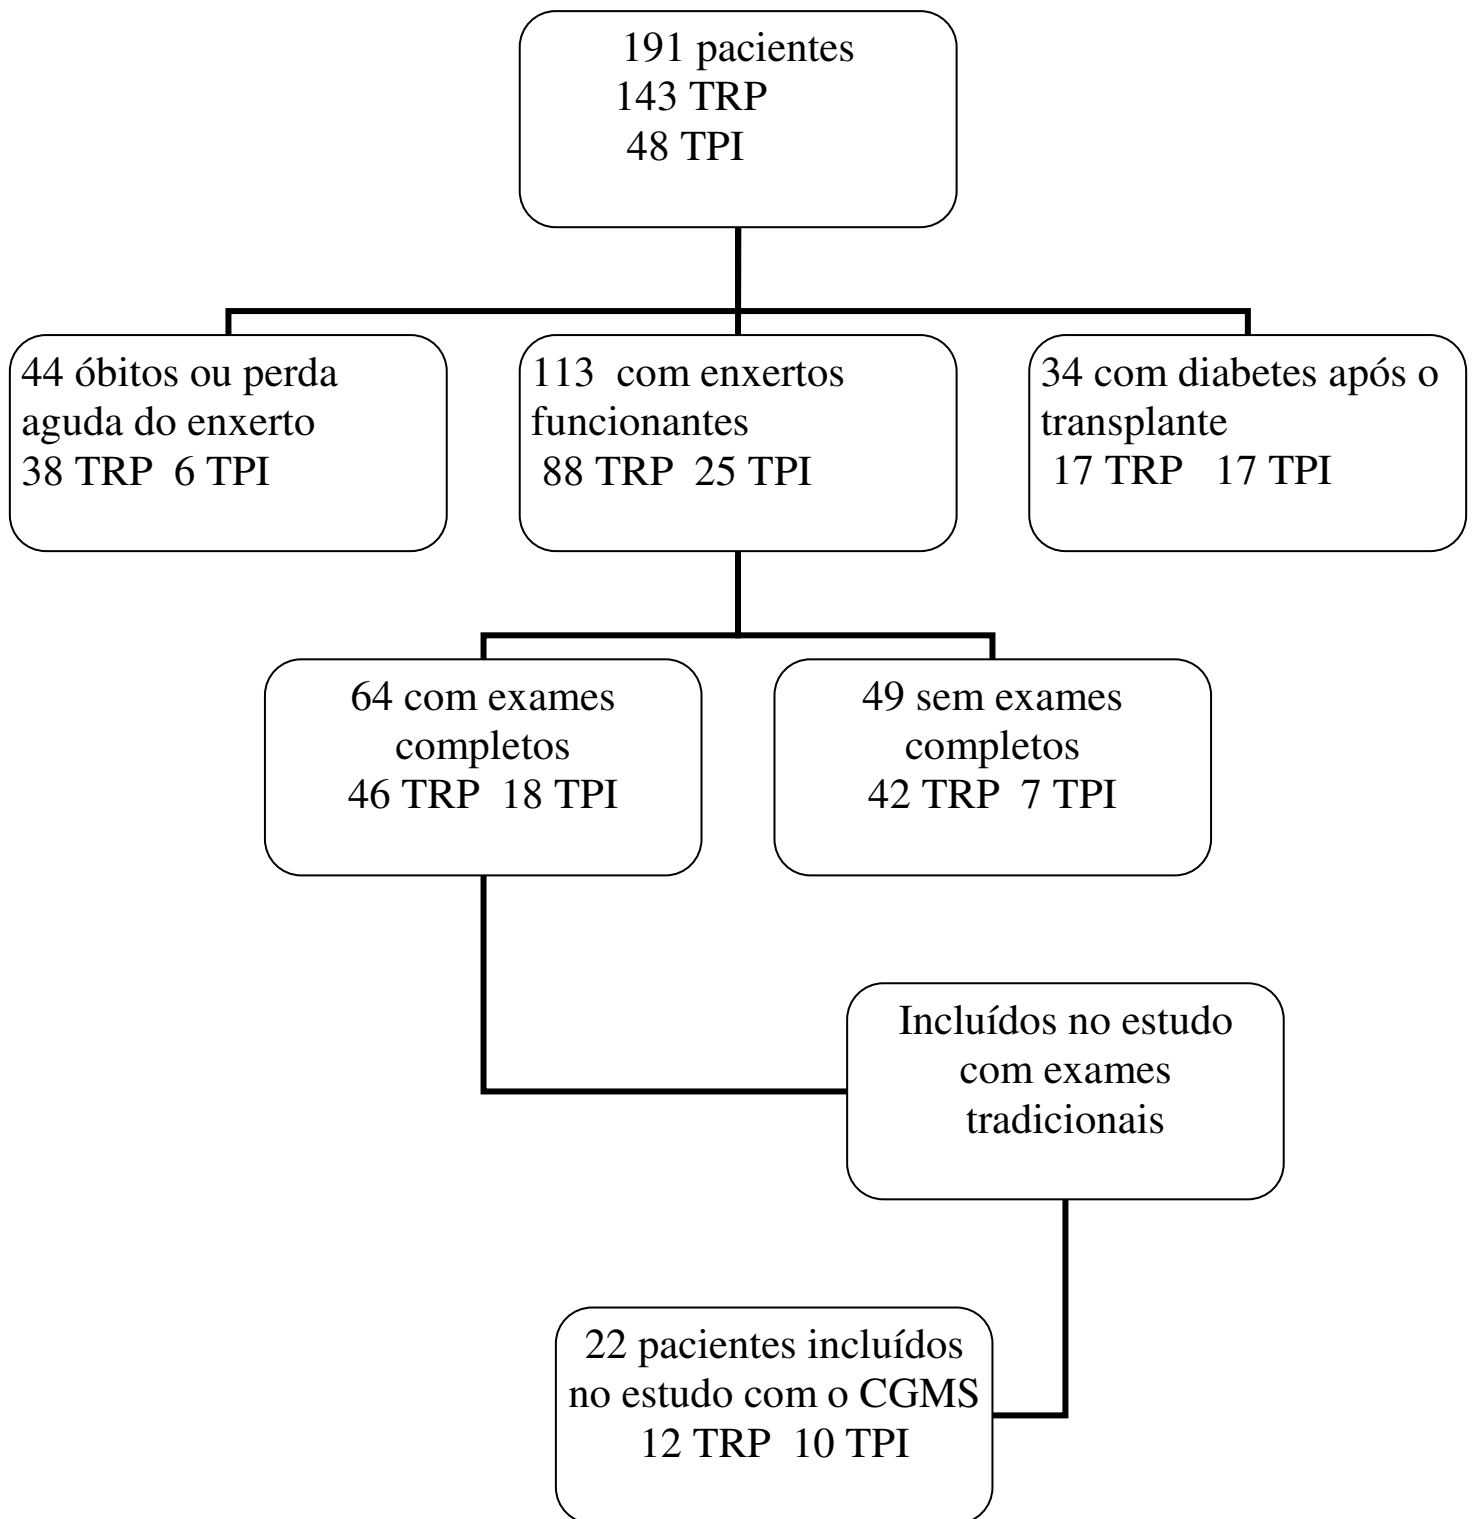 191 pacientes
143 TRP
48 TPI
44 óbitos ou perda
aguda do enxerto
38 TRP  6 TPI
113  com enxertos
funcionantes
88 TRP  25 TPI
34 com diabetes após o
transplante
17 TRP   17 TPI
64 com exames
completos
46 TRP  18 TPI
49 sem exames
completos
42 TRP  7 TPI
Incluídos no estudo
com exames
tradicionais
22 pacientes incluídos
no estudo com o CGMS
12 TRP  10 TPI